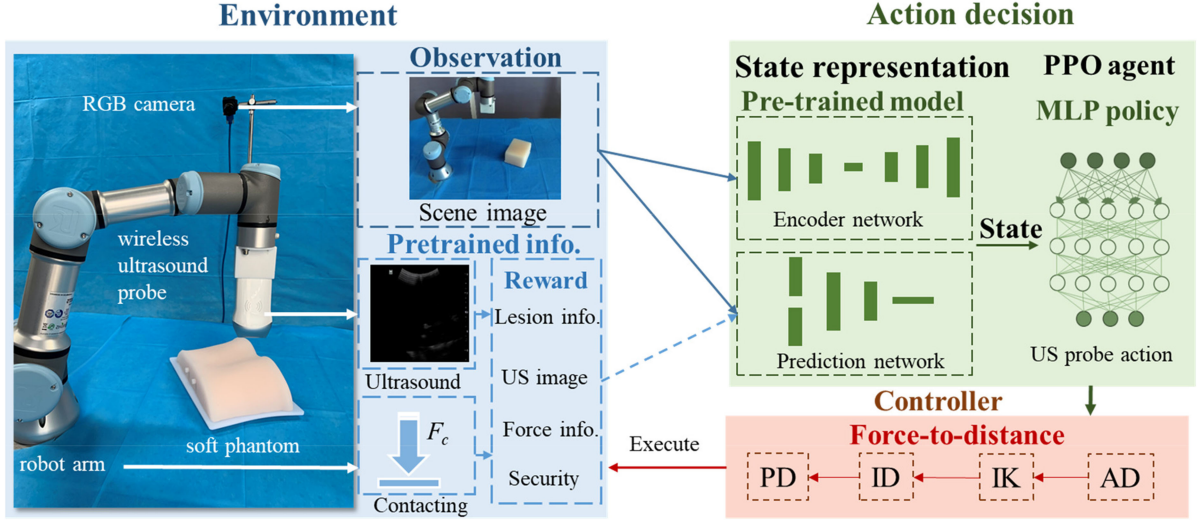 Environment
Action decision
Observation
RGB camera
Scene image
wireless
ultrasound
probe
Pretrained info.
Reward
Lesion info.
US image
Force info.
Security
Ultrasound
soft phantom
robot arm
Fc
Contacting
State representation
Pre-trained model
Encoder network
Prediction network
State
PPO agent
MLP policy
US probe action
Controller
Force-to-distance
Execute
PD
ID
IK
AD